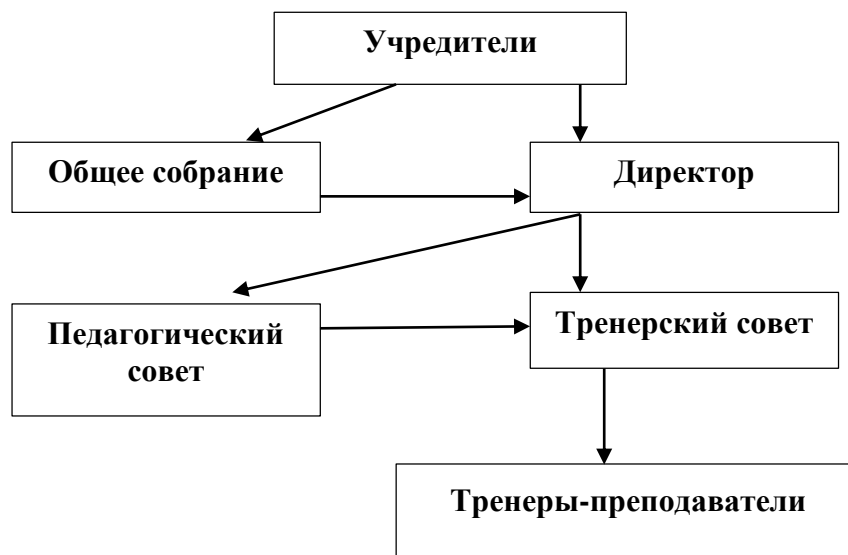 Учредители
Общее собрание
Директор
Педагогический
совет
Тренерский совет
Тренеры-преподаватели